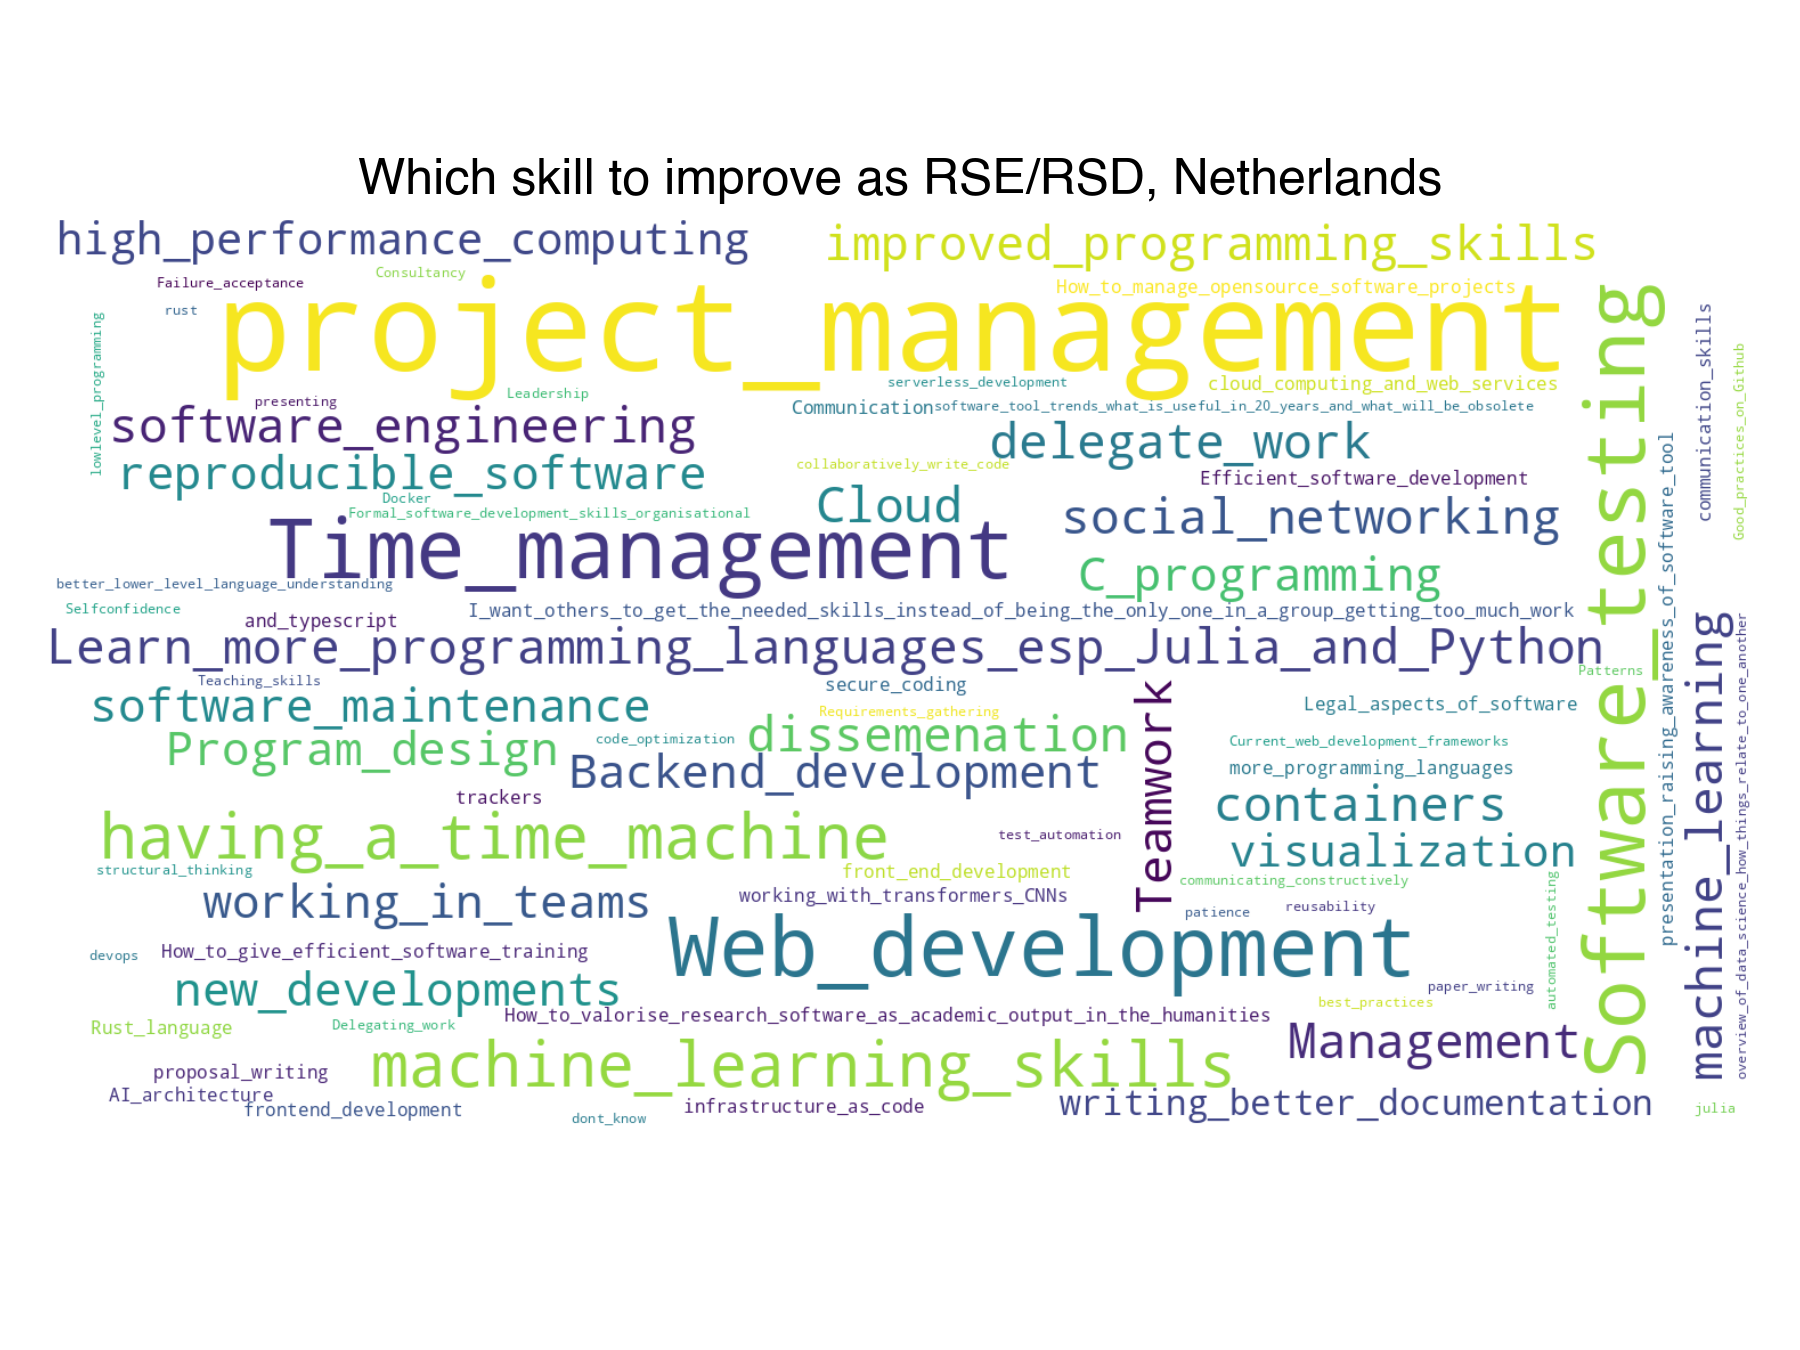 Which skill to improve as RSE/RSD, Netherlands
high_performance_computing
improved_programming_skills
Failure_acceptance
Consultancy
rust
project_management
How_to_manage_opensource_software_projects
lowlevel_programming
presenting
Leadership
serverless_development
cloud_computing_and_web_services
software_engineering
Communication
software_tool_trends_what_is_useful_in_20_years_and_what_will_be_obsolete
delegate_work
reproducible_software
collaboratively_write_code
Efficient_software_development
Docker
Cloud
Formal_software_development_skills_organisational
social_networking
Time_management
C_programming
better_lower_level_language_understanding
Selfconfidence
and_typescript
I_want_others_to_get_the_needed_skills_instead_of_being_the_only_one_in_a_group_getting_too_much_work
Learn_more_programming_languages_esp_Julia_and_Python
Software_testing
communication_skills
Good_practices_on_Github
presentation_raising_awareness_of_software_tool
machine_learning
overview_of_data_science_how_things_relate_to_one_another
Teaching_skills
secure_coding
Patterns
software_maintenance
Requirements_gathering
Teamwork
Legal_aspects_of_software
Program_design
code_optimization
dissemenation
Current_web_development_frameworks
Backend_development
more_programming_languages
trackers
containers
having_a_time_machine
test_automation
visualization
structural_thinking
front_end_development
communicating_constructively
working_in_teams
working_with_transformers_CNNs
patience
reusability
automated_testing
devops
How_to_give_efficient_software_training
Web_development
new_developments
paper_writing
best_practices
Rust_language
Delegating_work
How_to_valorise_research_software_as_academic_output_in_the_humanities
Management
proposal_writing
machine_learning_skills
AI_architecture
frontend_development
dont_know
infrastructure_as_code
writing_better_documentation
julia